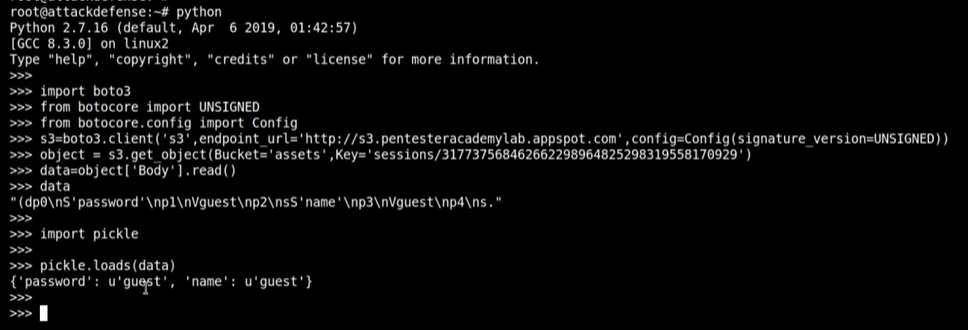 root@attackdefense:~# python
Python 2.7.16 (default, Apr  6 2019, 01:42:57)
[GCC 8.3.0] on linux2
Type "help", "copyright", "credits" or "license" for more information.
>>>
>>> import boto3
>>> from botocore import UNSIGNED
>>> from botocore.config import Config
>>> s3=boto3.client('s3',endpoint_url='http://s3.pentesteracademylab.appspot.com',config=Config(signature_version=UNSIGNED))
>>> object = s3.get_object(Bucket='assets',Key='sessions/317737568462662298964825298319558170929')
>>> data=object['Body'].read()
>>> data
"(dp0\nS'password'\np1\nVguest\np2\nsS'name'\np3\nVguest\np4\ns."
>>>
>>> import pickle
>>>
>>> pickle.loads(data)
{'password': u'guest', 'name': u'guest'}
>>>
>>>